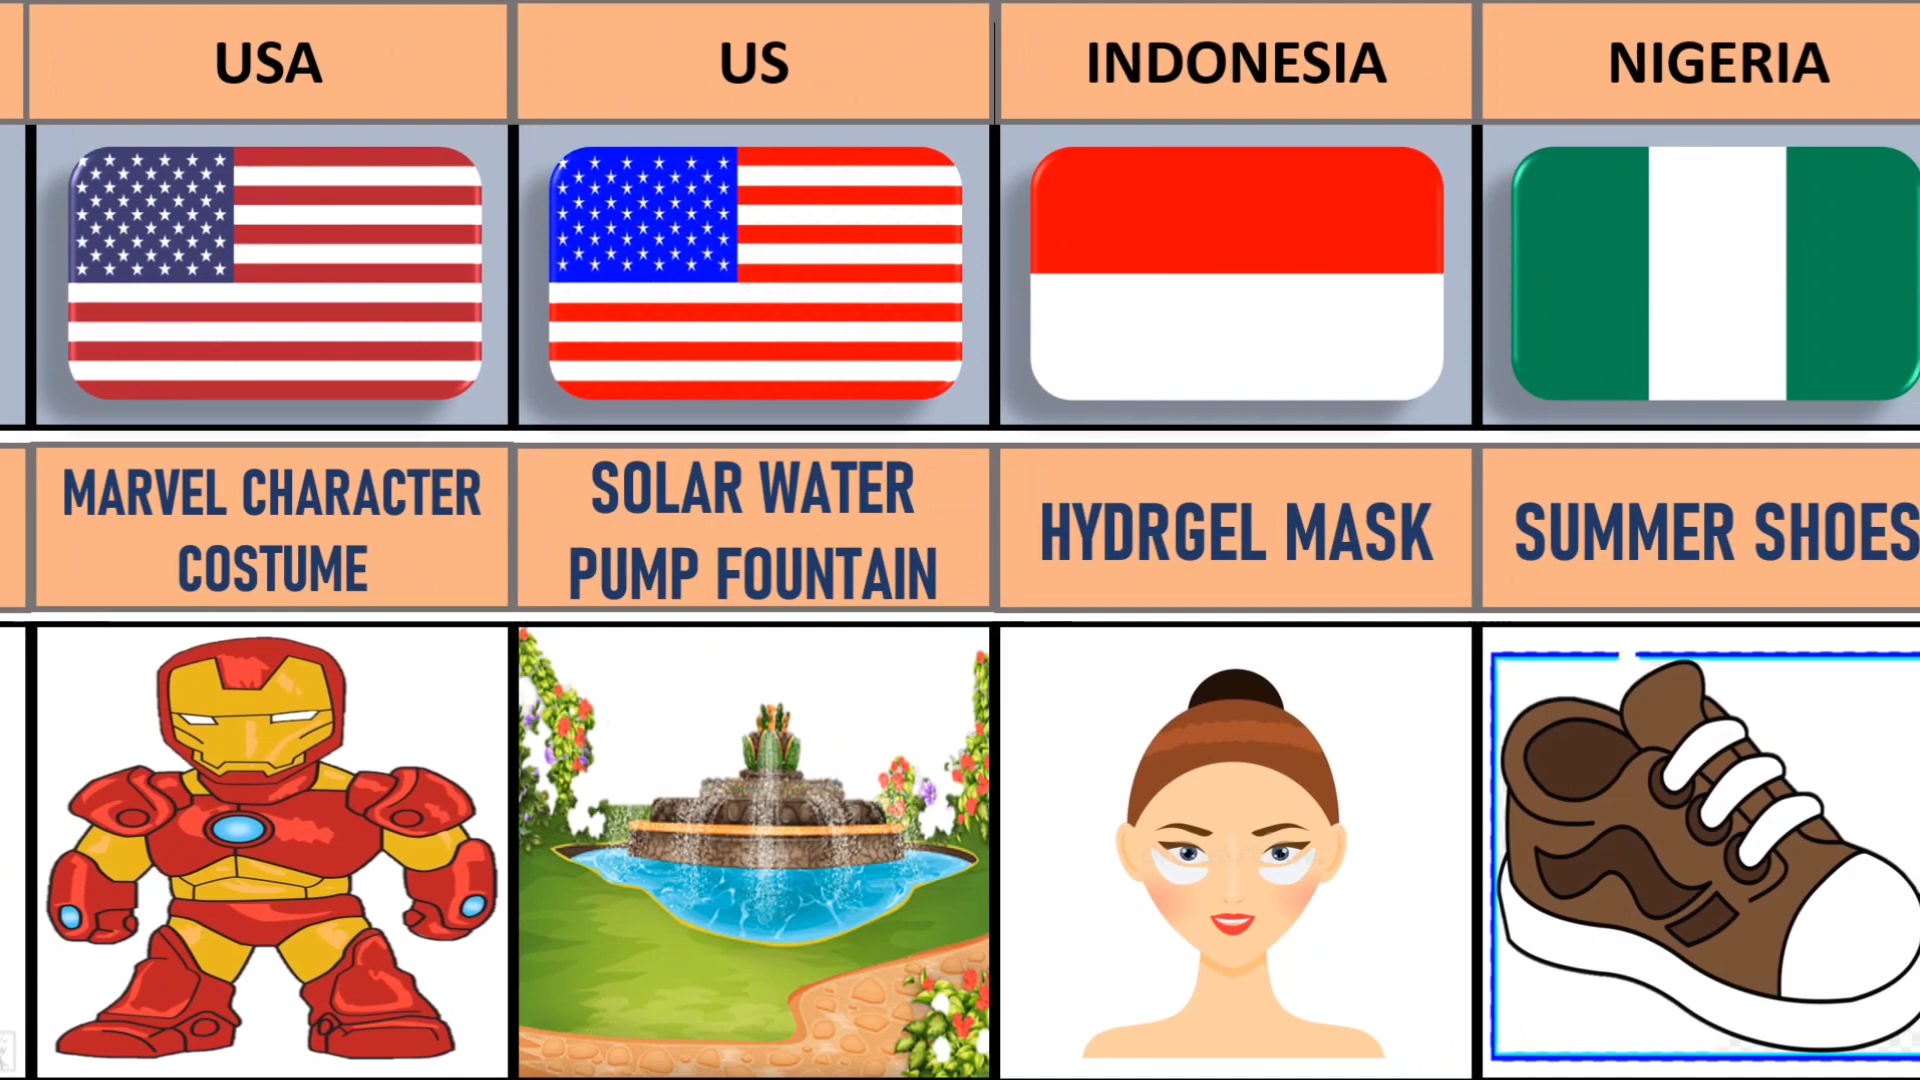 USA
US
INDONESIA
NIGERIA
MARVEL CHARACTER
COSTUME
SOLAR WATER
PUMP FOUNTAIN
HYDRGEL MASK
SUMMER SHOES